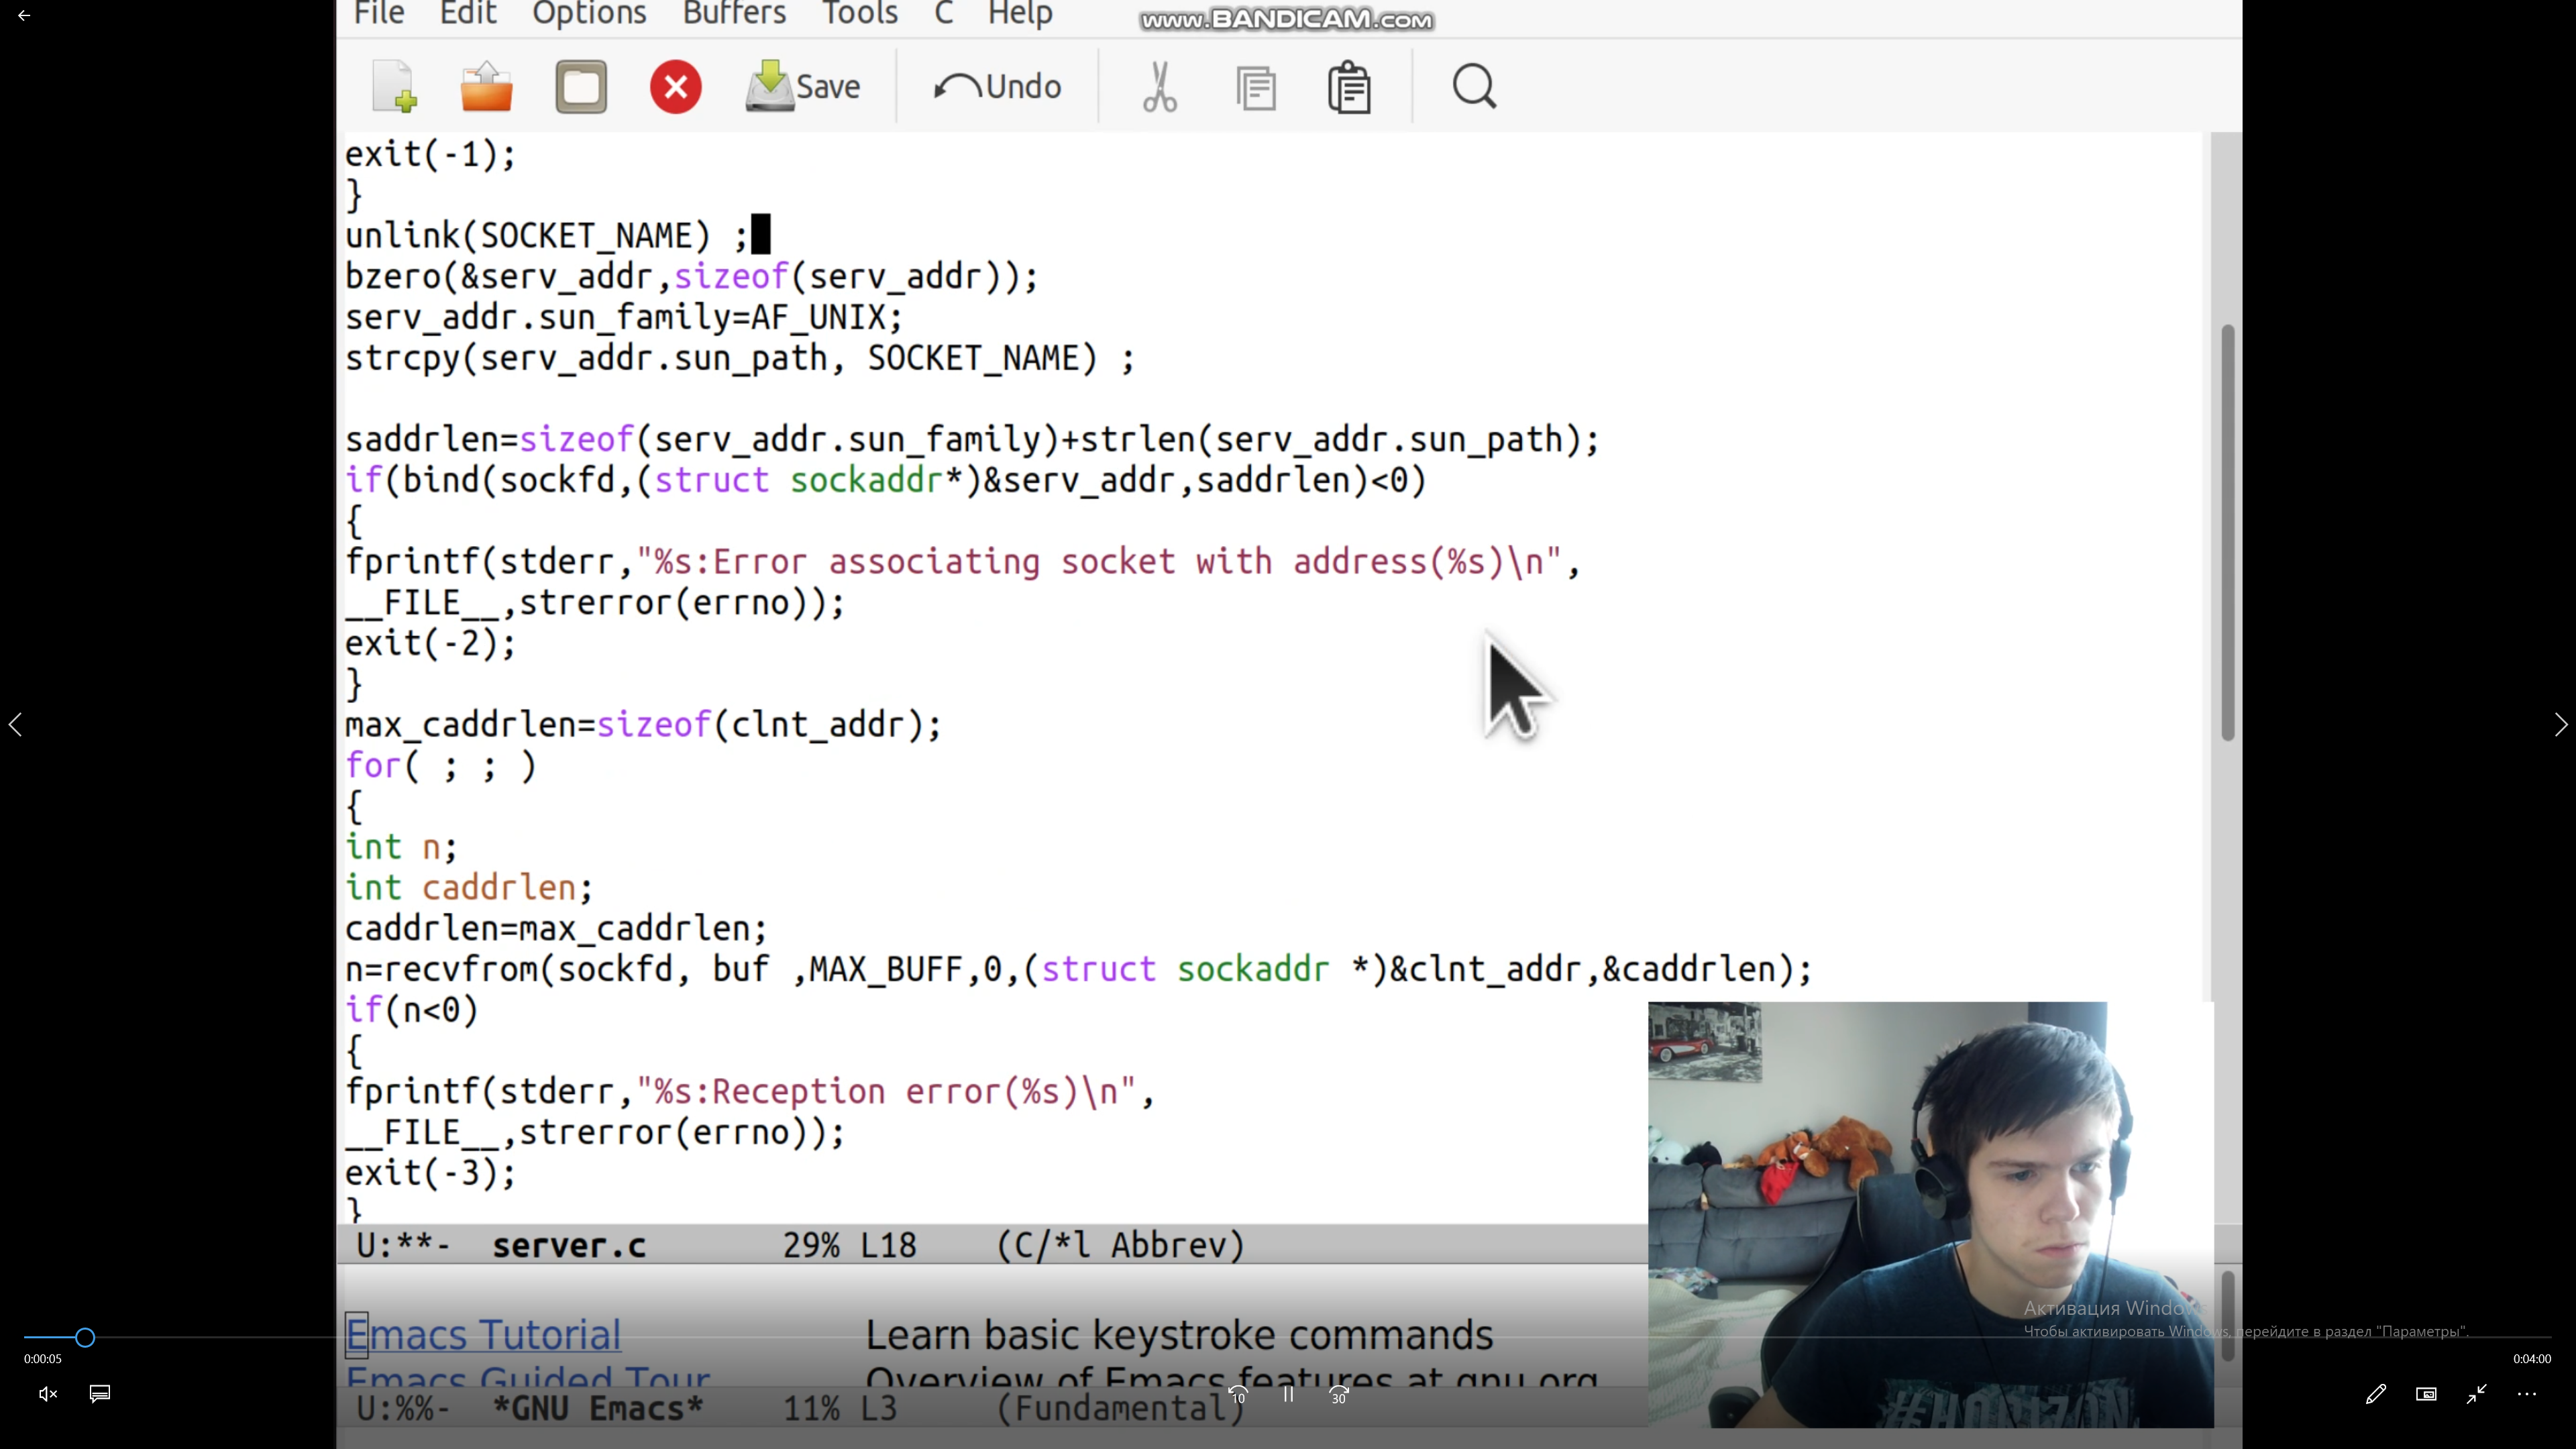 File Edit Options Buffers Tools C Help
www.BANDICAM.com
Save Undo
exit(-1);
}
unlink(SOCKET_NAME) ;
bzero(&serv_addr,sizeof(serv_addr));
serv_addr.sun_family=AF_UNIX;
strcpy(serv_addr.sun_path, SOCKET_NAME) ;
saddrlen=sizeof(serv_addr.sun_family)+strlen(serv_addr.sun_path);
if(bind(sockfd,(struct sockaddr*)&serv_addr,saddrlen)<0)
{
fprintf(stderr,"%s:Error associating socket with address(%s)\n",
__FILE__,strerror(errno));
exit(-2);
}
max_caddrlen=sizeof(clnt_addr);
for( ; ; )
{
int n;
int caddrlen;
caddrlen=max_caddrlen;
n=recvfrom(sockfd, buf ,MAX_BUFF,0,(struct sockaddr *)&clnt_addr,&caddrlen);
if(n<0)
{
fprintf(stderr,"%s:Reception error(%s)\n",
__FILE__,strerror(errno));
exit(-3);
}
U:**- server.c 29% L18 (C/*l Abbrev)
Emacs Tutorial Learn basic keystroke commands
Emacs Guided Tour Overview of Emacs features at gnu.org
U:%%- *GNU Emacs* 11% L3 (Fundamental)
#HORIZON
Активация Windows
Чтобы активировать Windows, перейдите в раздел "Параметры".
0:00:05
0:04:00
10
30